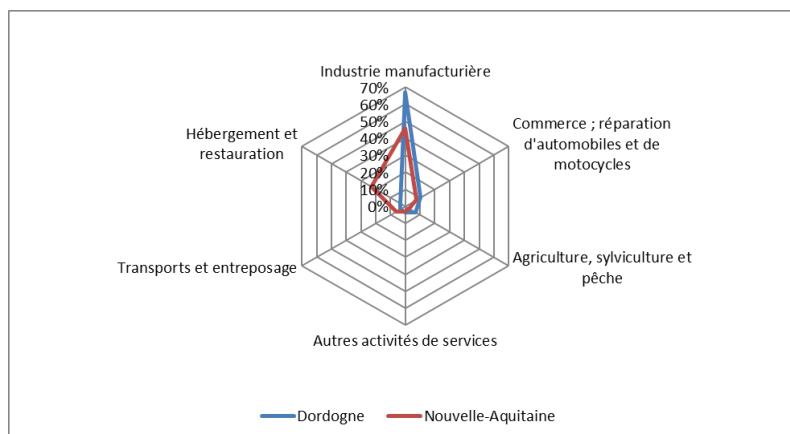 Industrie manufacturière
70%
60%
50%
40%
30%
20%
10%
0%
Commerce ; réparation
d'automobiles et de
motocycles
Agriculture, sylviculture et
pêche
Autres activités de services
Transports et entreposage
Hébergement et
restauration
Dordogne
Nouvelle-Aquitaine